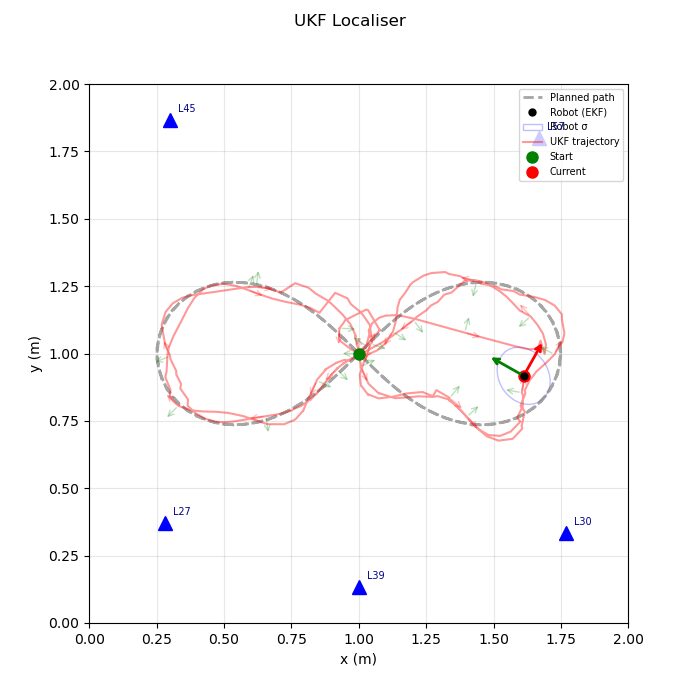 UKF Localiser
2.00
1.75
1.50
1.25
1.00
0.75
0.50
0.25
0.00
y (m)
L45
Planned path
Robot (EKF)
Robot σ
UKF trajectory
Start
Current
L27
L39
L30
0.00 0.25 0.50 0.75 1.00 1.25 1.50 1.75 2.00
x (m)